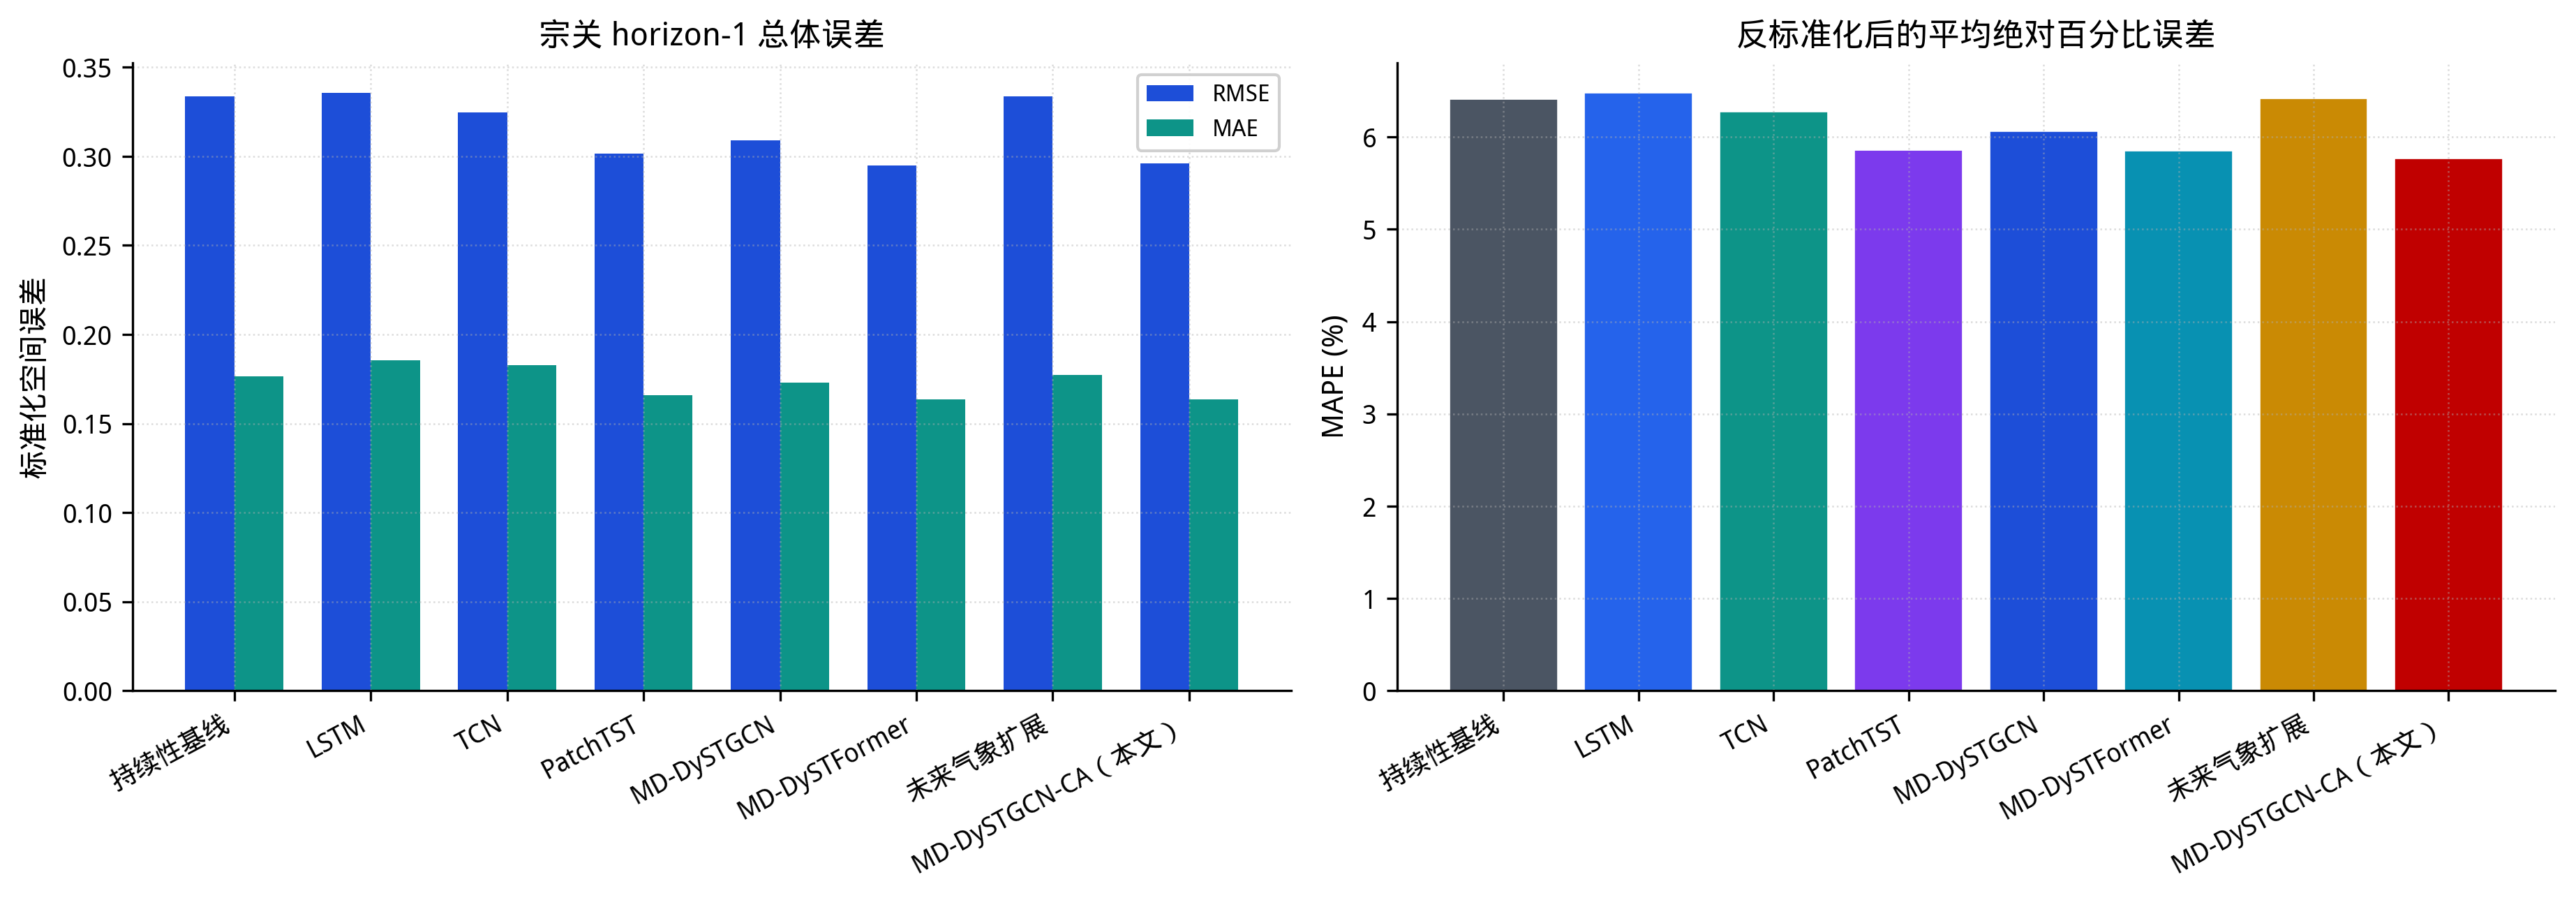 宗关 horizon-1 总体误差
标准化空间误差
0.35
0.30
0.25
0.20
0.15
0.10
0.05
0.00
RMSE
MAE
持续性基线
LSTM
TCN
PatchTST
MD-DySTGCN
MD-DySTFormer
未来气象扩展
MD-DySTGCN-CA（本文）
反标准化后的平均绝对百分比误差
MAPE (%)
6
5
4
3
2
1
0
持续性基线
LSTM
TCN
PatchTST
MD-DySTGCN
MD-DySTFormer
未来气象扩展
MD-DySTGCN-CA（本文）